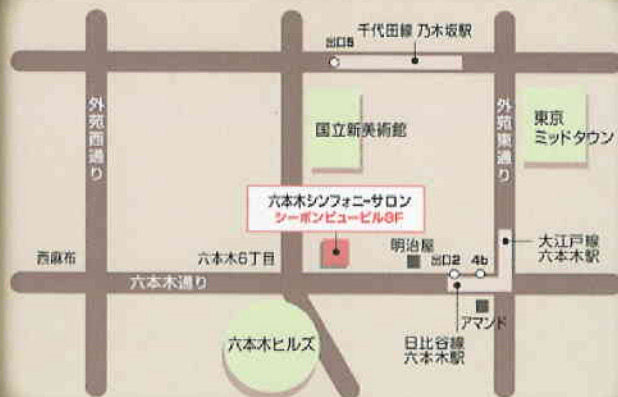 千代田線 乃木坂駅
出口5
外苑西通り
国立新美術館
外苑東通り
東京
ミッドタウン
六本木シンフォニーサロン
シーボンビュービル8F
西麻布
六本木6丁目
明治屋
出口2 4b
大江戸線
六本木駅
六本木通り
アマンド
六本木ヒルズ
日比谷線
六本木駅